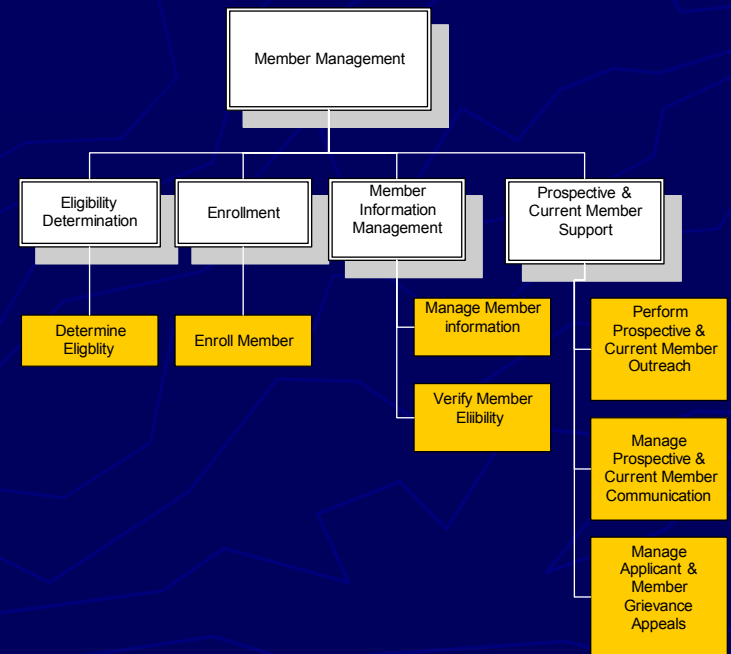 Member Management
Eligibility
Determination
Enrollment
Member
Information
Management
Prospective &
Current Member
Support
Determine
Eligblity
Enroll Member
Manage Member
information
Verify Member
Eliibility
Perform
Prospective &
Current Member
Outreach
Manage
Prospective &
Current Member
Communication
Manage
Applicant &
Member
Grievance
Appeals